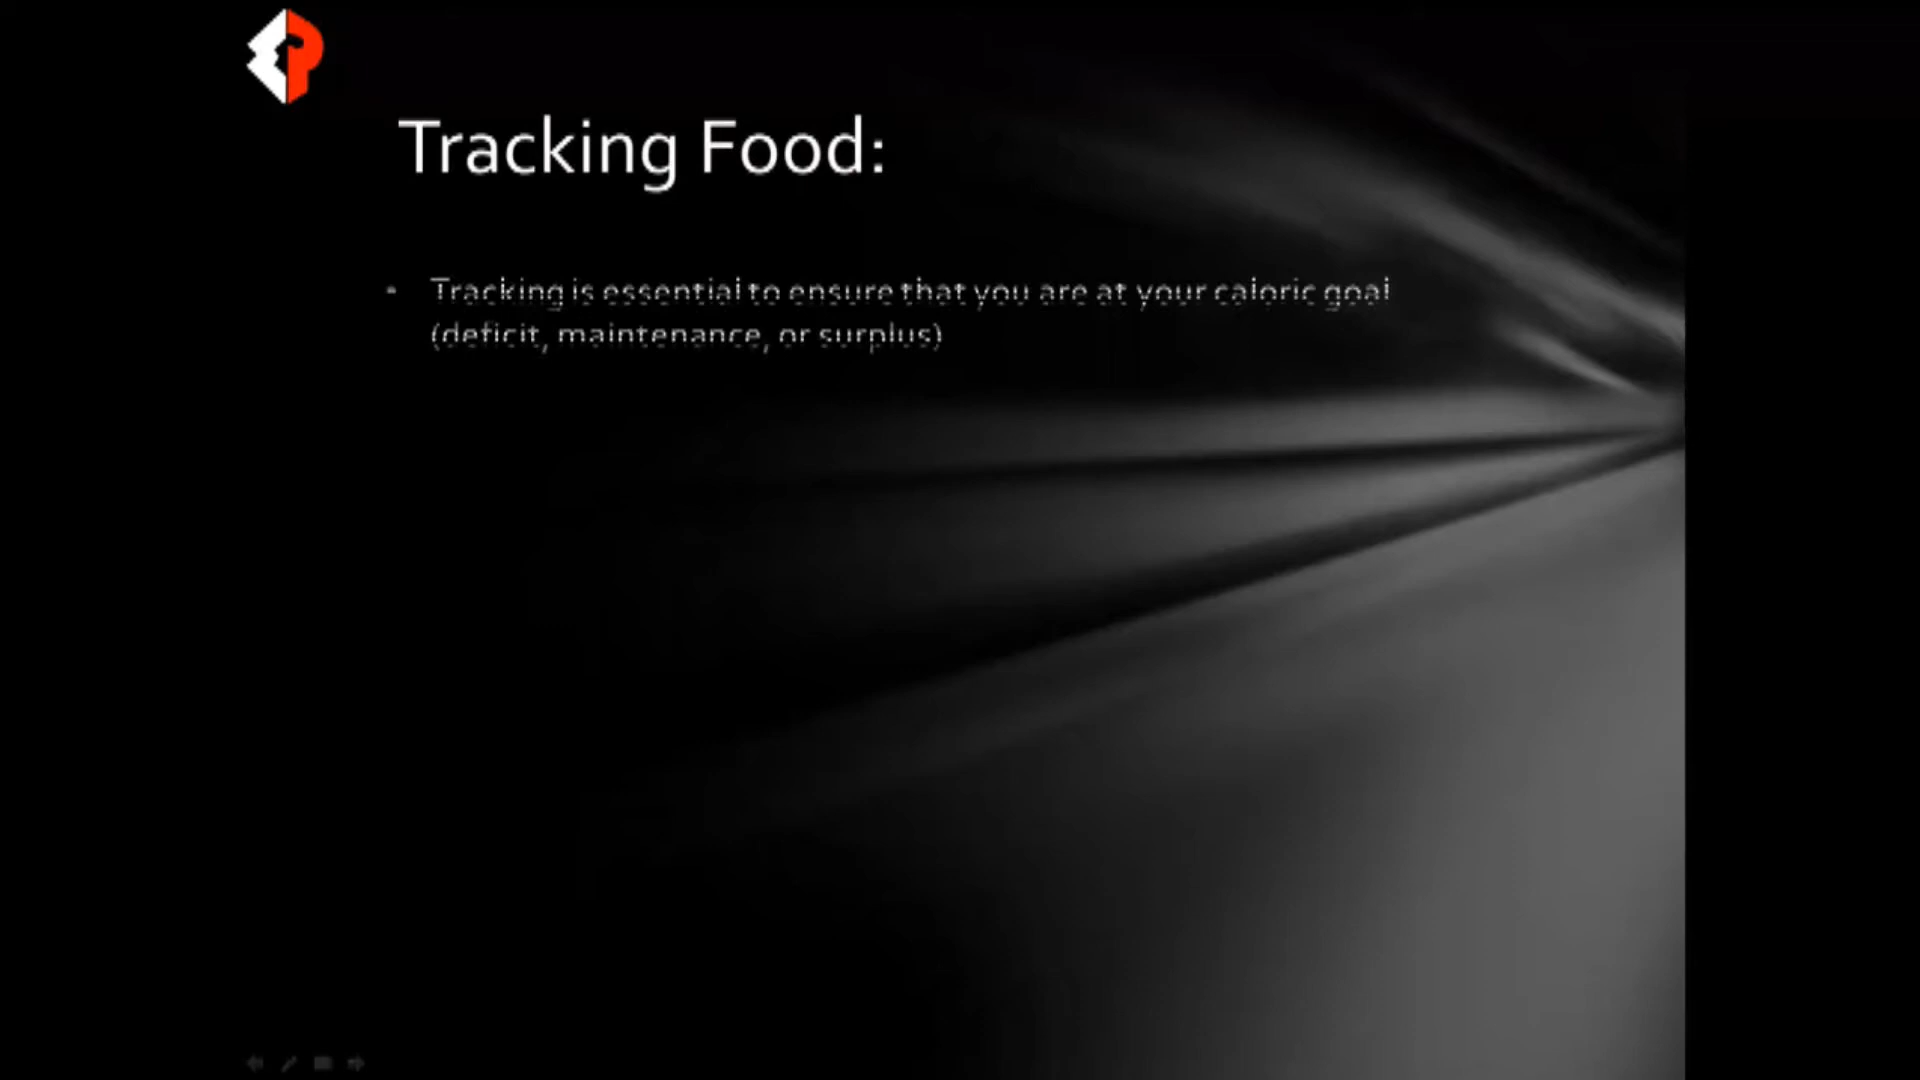 Tracking Food:
• Tracking is essential to ensure that you are at your caloric goal
(deficit, maintenance, or surplus)